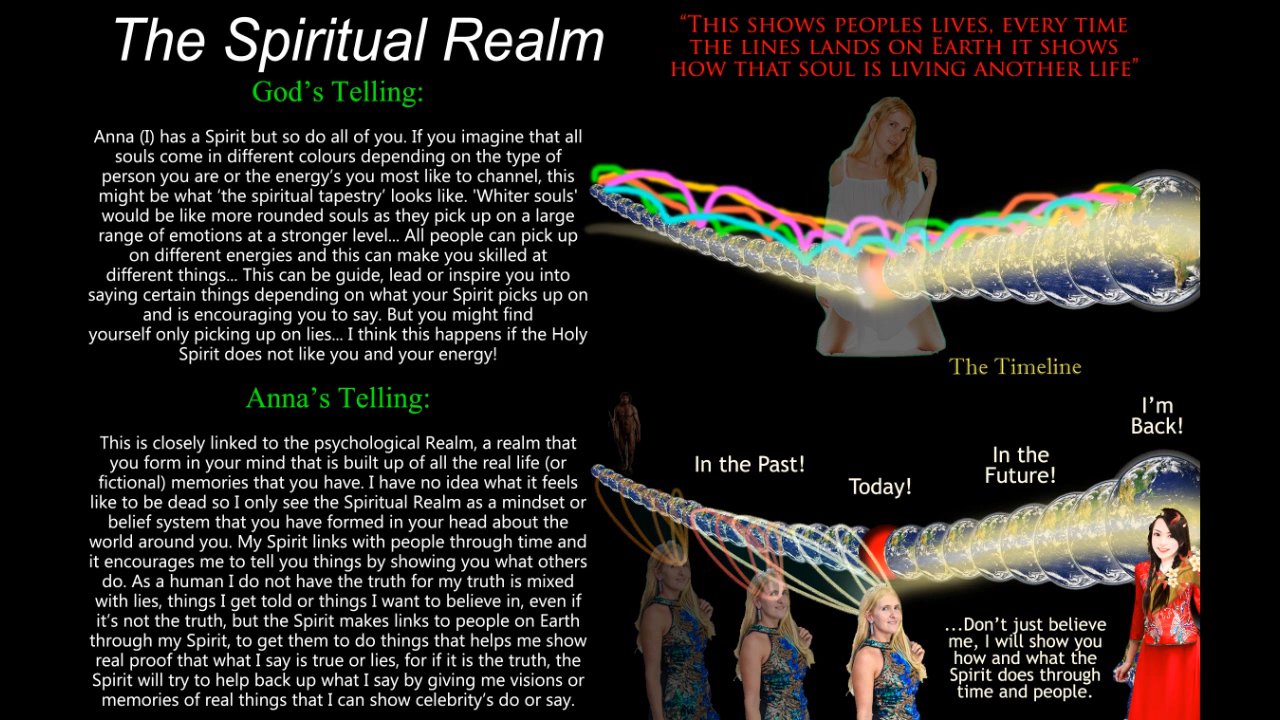 The Spiritual Realm
God's Telling:
Anna (I) has a Spirit but so do all of you. If you imagine that all
souls come in different colours depending on the type of
person you are or the energy's you most like to channel, this
might be what 'the spiritual tapestry' looks like. 'Whiter souls'
would be like more rounded souls as they pick up on a large
range of emotions at a stronger level... All people can pick up
on different energies and this can make you skilled at
different things... This can be guide, lead or inspire you into
saying certain things depending on what your Spirit picks up on
and is encouraging you to say. But you might find
yourself only picking up on lies... I think this happens if the Holy
Spirit does not like you and your energy!
Anna's Telling:
This is closely linked to the psychological Realm, a realm that
you form in your mind that is built up of all the real life (or
fictional) memories that you have. I have no idea what it feels
like to be dead so I only see the Spiritual Realm as a mindset or
belief system that you have formed in your head about the
world around you. My Spirit links with people through time and
it encourages me to tell you things by showing you what others
do. As a human I do not have the truth for my truth is mixed
with lies, things I get told or things I want to believe in, even if
it's not the truth, but the Spirit makes links to people on Earth
through my Spirit, to get them to do things that helps me show
real proof that what I say is true or lies, for if it is the truth, the
Spirit will try to help back up what I say by giving me visions or
memories of real things that I can show celebrity's do or say.
"This shows peoples lives, every time
the lines lands on Earth it shows
how that soul is living another life"
The Timeline
I'm
Back!
In the Past!
In the
Future!
Today!
...Don't just believe
me, I will show you
how and what the
Spirit does through
time and people.